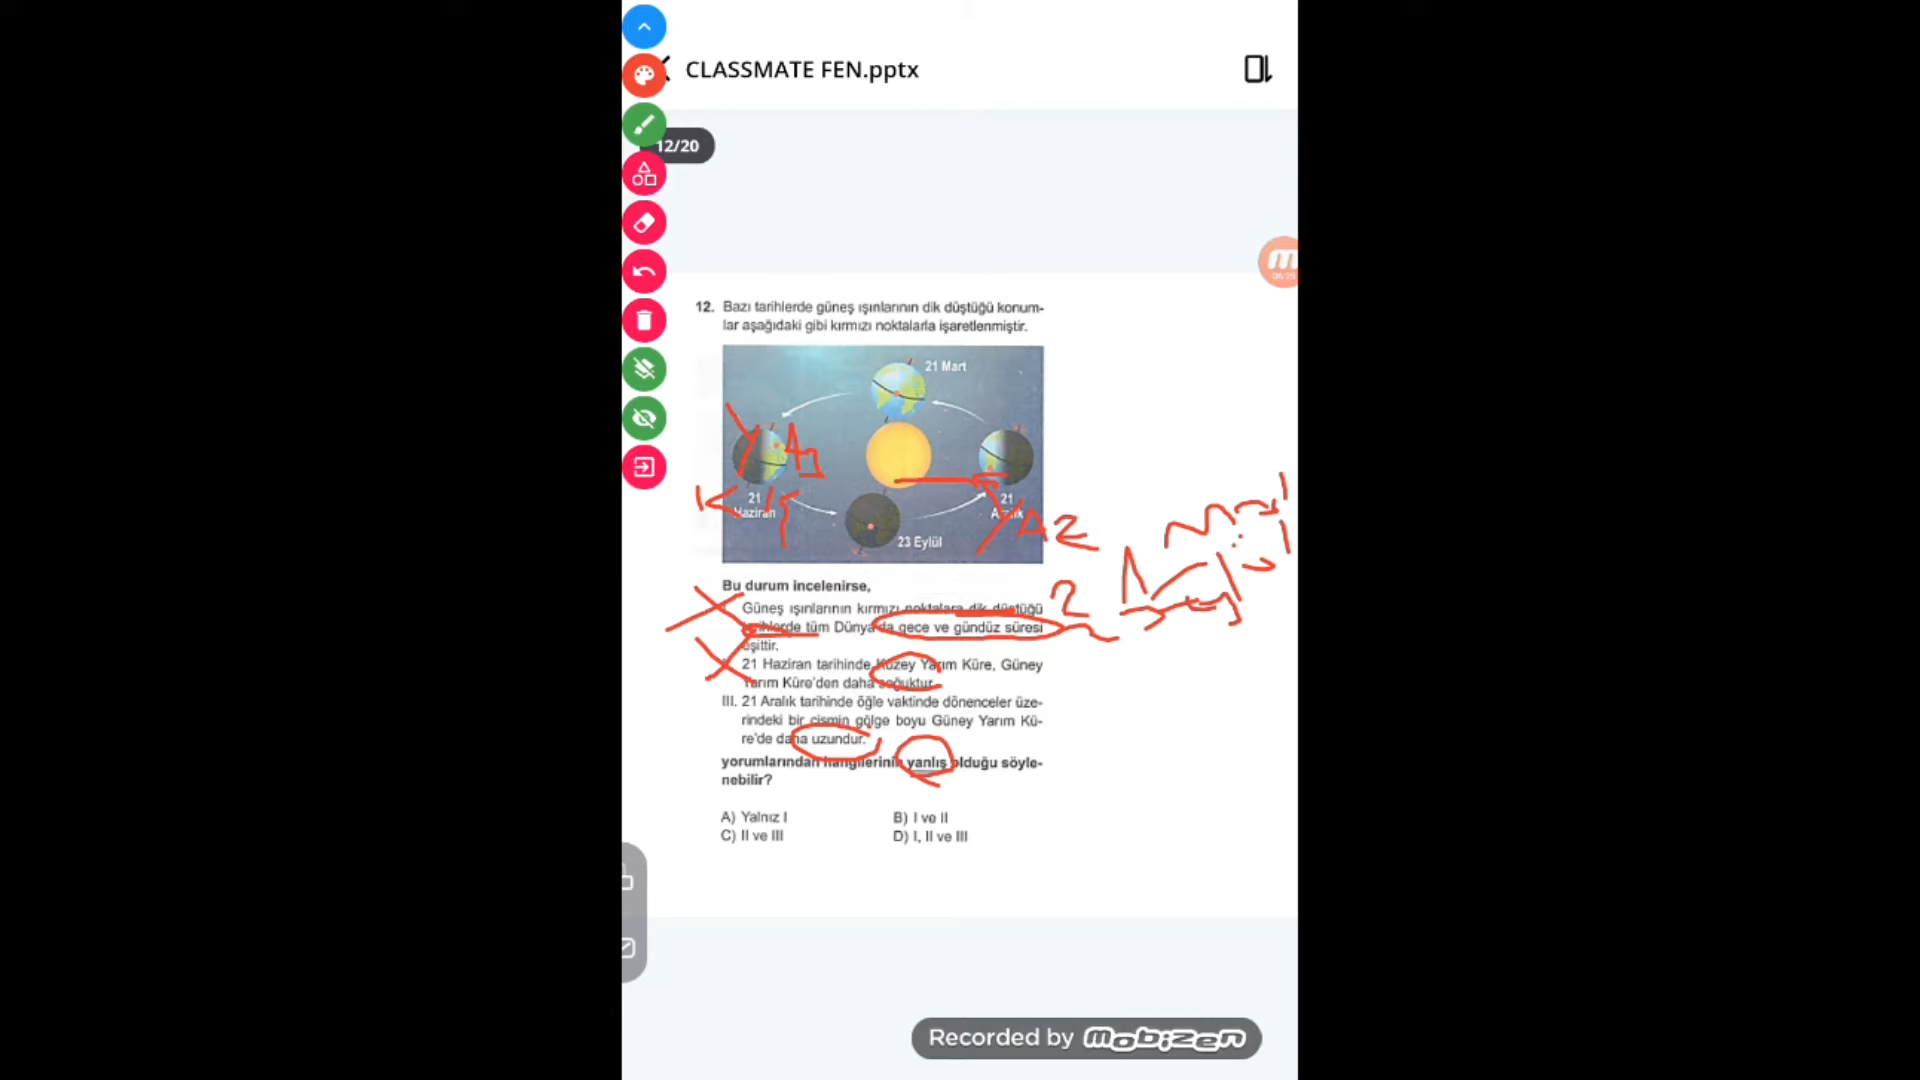 CLASSMATE FEN.pptx
12/20
12. Bazı tarihlerde güneş ışınlarının dik düştüğü konum-
lar aşağıdaki gibi kırmızı noktalarla işaretlenmiştir.
21 Mart
YAZ
21
Haziran
KIŞ
21
Aralık
YAZ
23 Eylül
Bu durum incelenirse,
Güneş ışınlarının kırmızı noktalara dik düştüğü
tarihlerde tüm Dünya'da gece ve gündüz süresi
eşittir.
21 Haziran tarihinde Kuzey Yarım Küre, Güney
Yarım Küre'den daha soğuktur.
III. 21 Aralık tarihinde öğle vaktinde dönenceler üze-
rindeki bir cismin gölge boyu Güney Yarım Kü-
re'de daha uzundur.
yorumlarından hangilerinin yanlış olduğu söyle-
nebilir?
A) Yalnız I
B) I ve II
C) II ve III
D) I, II ve III
Recorded by mobizen